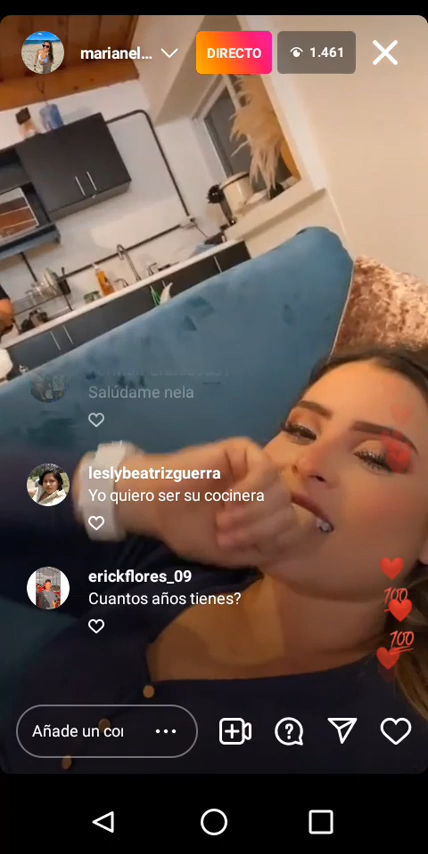 marianel...
DIRECTO
1.461
Salúdame nela
leslybeatrizguerra
Yo quiero ser su cocinera
erickflores_09
Cuantos años tienes?
100
100
Añade un co